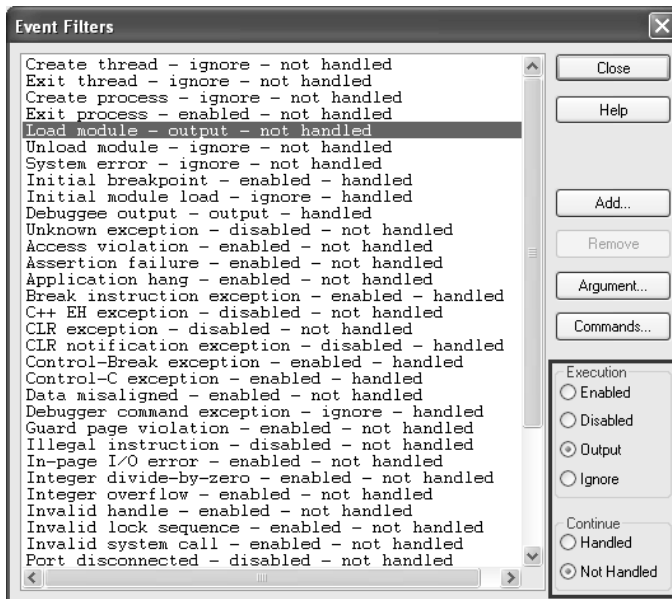 Event Filters
Create thread - ignore - not handled
Exit thread - ignore - not handled
Create process - ignore - not handled
Exit process - enabled - not handled
Load module - output - not handled
Unload module - ignore - not handled
System error - ignore - not handled
Initial breakpoint - enabled - handled
Initial module load - ignore - handled
Debuggee output - output - handled
Unknown exception - disabled - not handled
Access violation - enabled - not handled
Assertion failure - enabled - not handled
Application hang - enabled - not handled
Break instruction exception - enabled - handled
C++ EH exception - disabled - not handled
CLR exception - disabled - not handled
CLR notification exception - disabled - handled
Control-Break exception - enabled - handled
Control-C exception - enabled - handled
Data misaligned - enabled - not handled
Debugger command exception - ignore - handled
Guard page violation - enabled - not handled
Illegal instruction - disabled - not handled
In-page I/O error - enabled - not handled
Integer divide-by-zero - enabled - not handled
Integer overflow - enabled - not handled
Invalid handle - enabled - not handled
Invalid lock sequence - enabled - not handled
Invalid system call - enabled - not handled
Port disconnected - disabled - not handled
Close
Help
Add...
Remove
Argument...
Commands...
Execution
Enabled
Disabled
Output
Ignore
Continue
Handled
Not Handled